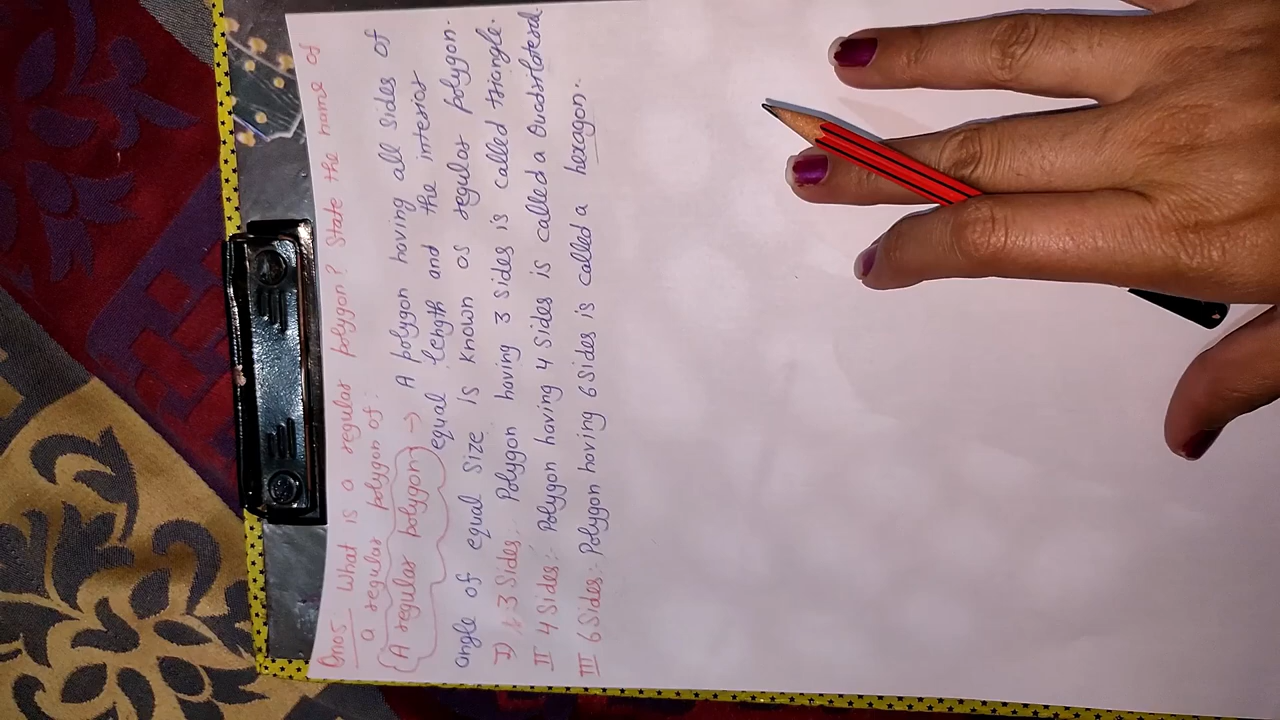 Qno5 What is a regular polygon? State the name of
a regular polygon of:
(A regular polygon) → A polygon having all sides of
equal length and the interior
angle of equal size is known as regular polygon.
I) 3 Sides. Polygon having 3 sides is called triangle.
II 4 Sides:- Polygon having 4 Sides is called a Quadrilateral.
III 6 Sides:- Polygon having 6 Sides is called a hexagon.